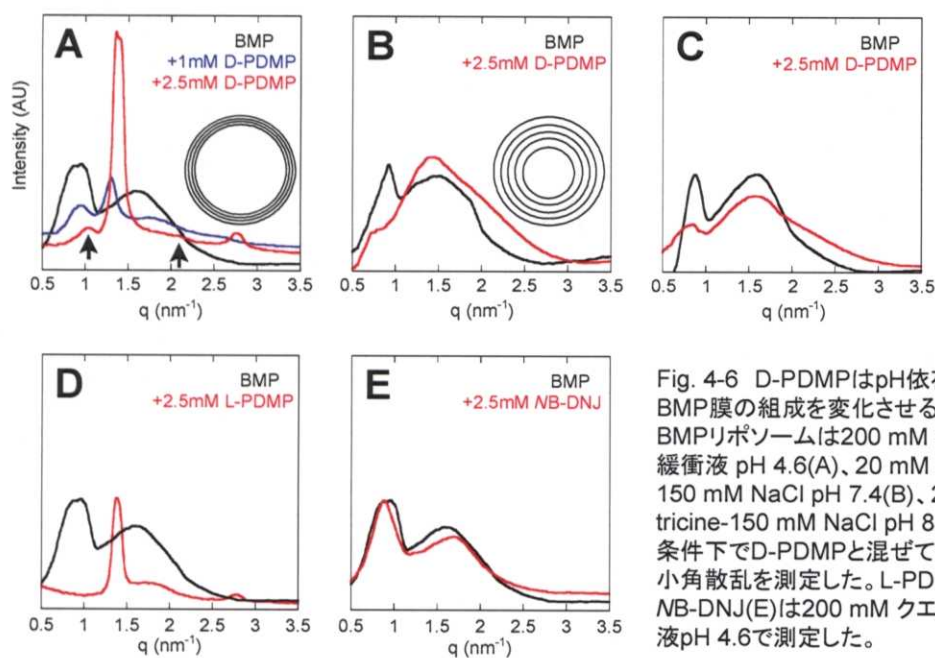 A
BMP
+1mM D-PDMP
+2.5mM D-PDMP
Intensity (AU)
0.5 1 1.5 2 2.5 3 3.5
q (nm⁻¹)
B
BMP
+2.5mM D-PDMP
0.5 1 1.5 2 2.5 3 3.5
q (nm⁻¹)
C
BMP
+2.5mM D-PDMP
0.5 1 1.5 2 2.5 3 3.5
q (nm⁻¹)
D
BMP
+2.5mM L-PDMP
0.5 1 1.5 2 2.5 3 3.5
q (nm⁻¹)
E
BMP
+2.5mM NB-DNJ
0.5 1 1.5 2 2.5 3 3.5
q (nm⁻¹)
Fig. 4-6 D-PDMPはpH依
BMP膜の組成を変化させる
BMPリポソームは200 mM
緩衝液 pH 4.6(A)、20 mM
150 mM NaCl pH 7.4(B)、2
tricine-150 mM NaCl pH 8
条件下でD-PDMPと混ぜて
小角散乱を測定した。L-PD
NB-DNJ(E)は200 mM クエ
液pH 4.6で測定した。